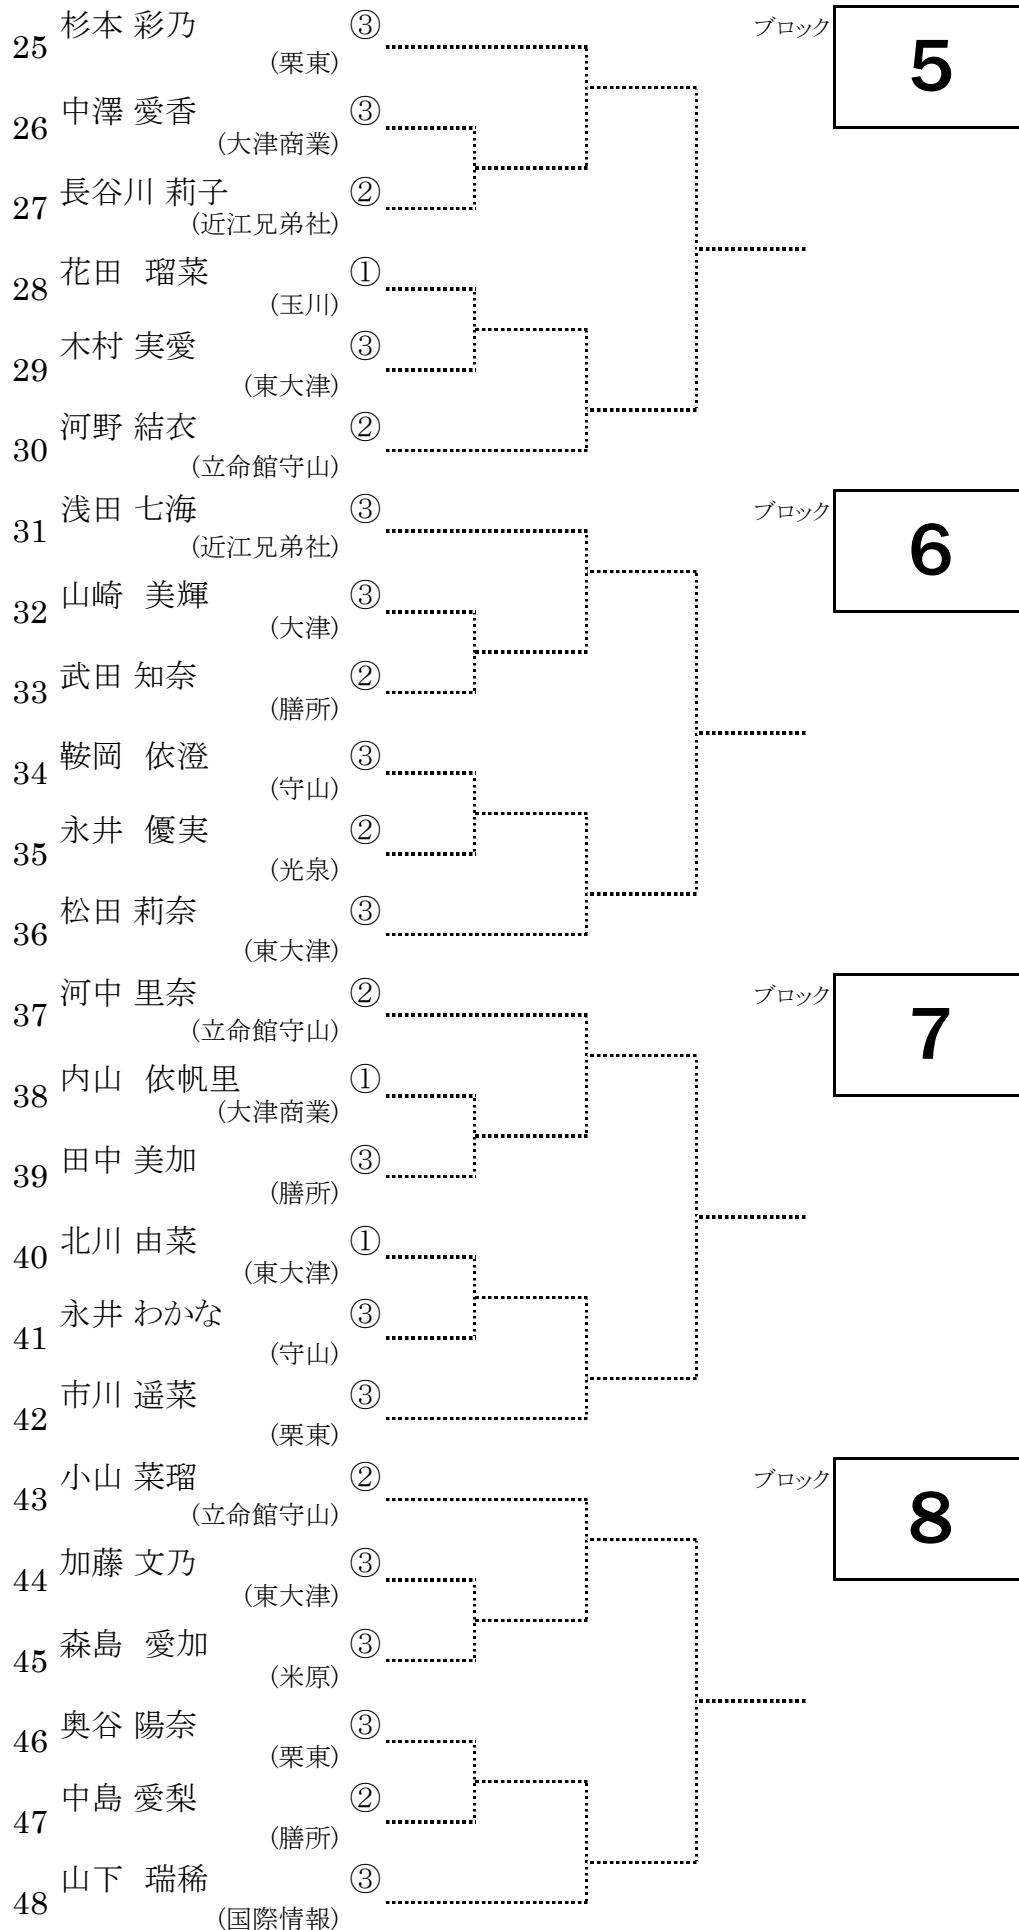 25 杉本 彩乃 ③ ブロック 5
(栗東)
26 中澤 愛香 ③
(大津商業)
27 長谷川 莉子 ②
(近江兄弟社)
28 花田 瑠菜 ①
(玉川)
29 木村 実愛 ③
(東大津)
30 河野 結衣 ②
(立命館守山)
31 浅田 七海 ③ ブロック 6
(近江兄弟社)
32 山崎 美輝 ③
(大津)
33 武田 知奈 ②
(膳所)
34 鞍岡 依澄 ③
(守山)
35 永井 優実 ②
(光泉)
36 松田 莉奈 ③
(東大津)
37 河中 里奈 ② ブロック 7
(立命館守山)
38 内山 依帆里 ①
(大津商業)
39 田中 美加 ③
(膳所)
40 北川 由菜 ①
(東大津)
41 永井 わかな ③
(守山)
42 市川 遥菜 ③
(栗東)
43 小山 菜瑠 ② ブロック 8
(立命館守山)
44 加藤 文乃 ③
(東大津)
45 森島 愛加 ③
(米原)
46 奥谷 陽奈 ③
(栗東)
47 中島 愛梨 ②
(膳所)
48 山下 瑞稀 ③
(国際情報)